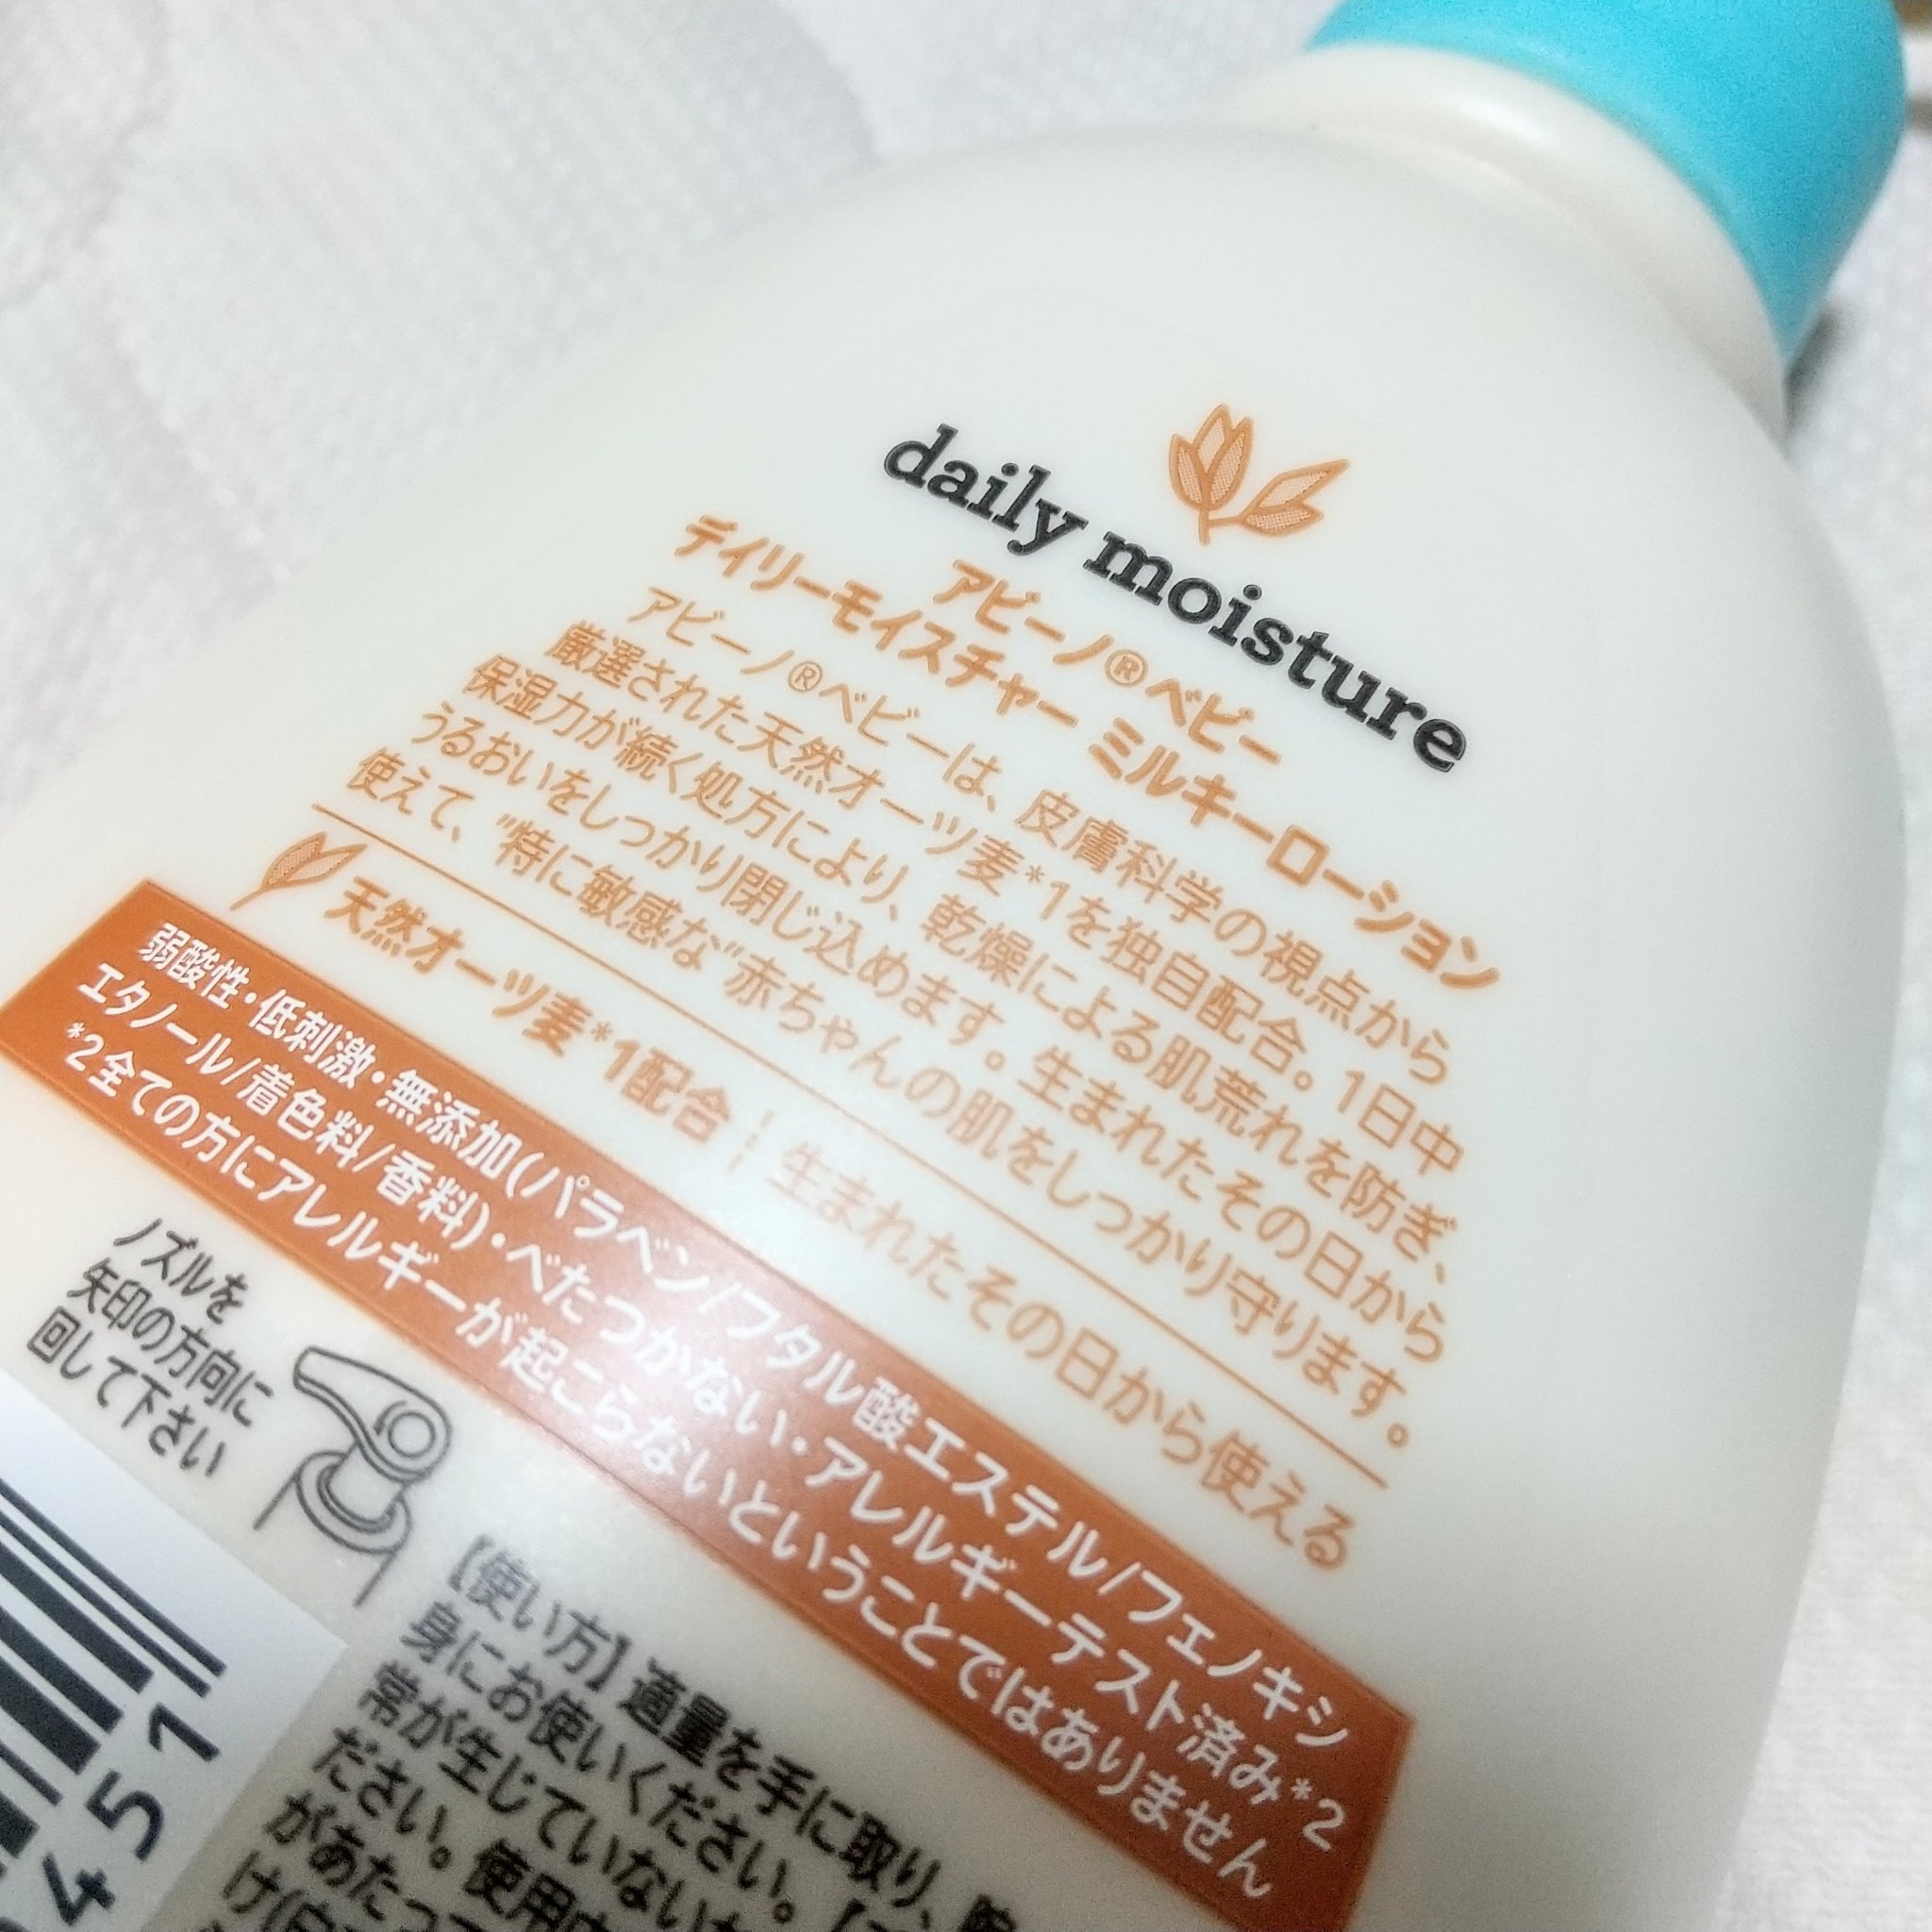 daily moisture
アビーノ®ベビー
デイリーモイスチャー ミルキーローション
アビーノ®ベビーは、皮膚科学の視点から
厳選された天然オーツ麦*1を独自配合。1日中
保湿力が続く処方により、乾燥による肌荒れを防ぎ、
うるおいをしっかり閉じ込めます。生まれたその日から
使えて、"特に敏感な"赤ちゃんの肌をしっかり守ります。
天然オーツ麦*1配合 生まれたその日から使える
弱酸性・低刺激・無添加(パラベン/フタル酸エステル/フェノキシ
エタノール/着色料/香料)・べたつかない・アレルギーテスト済み*2
*2全ての方にアレルギーが起こらないということではありません
ノズルを
矢印の方向に
回して下さい
【使い方】適量を手に取り、
身にお使いください。
常が生じていない
ださい。使用中
があたっ
451